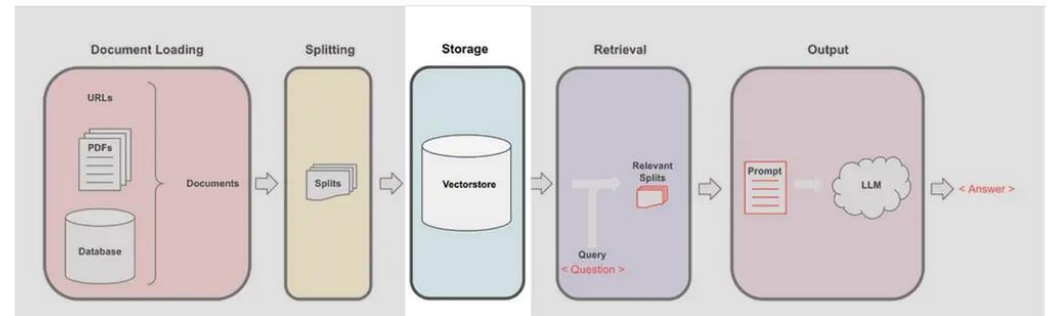 Document Loading
Splitting
Storage
Retrieval
Output
URLs
PDFs
Documents
Database
Splits
Vectorstore
Relevant
Splits
Query
< Question >
Prompt
LLM
< Answer >